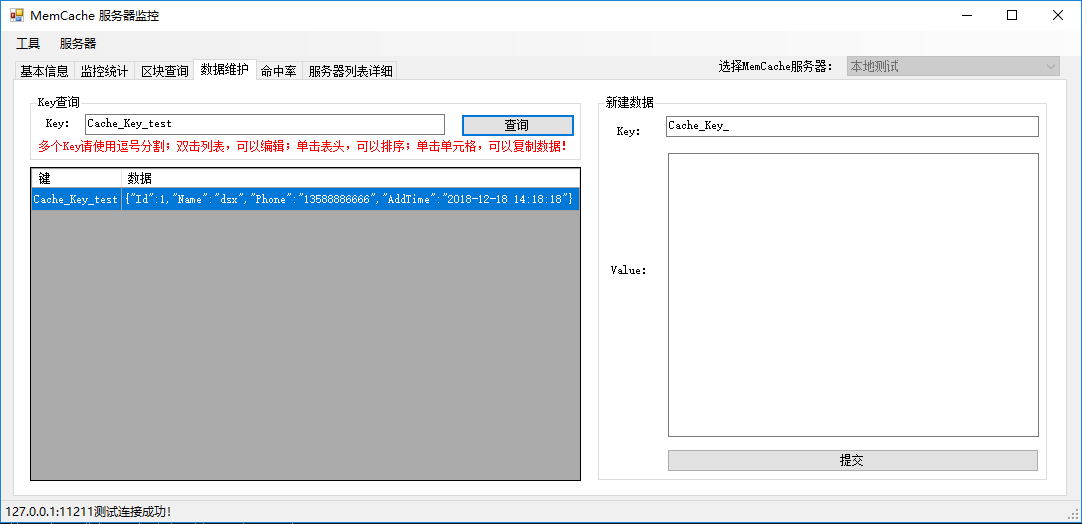 MemCache 服务器监控
工具 服务器
基本信息 监控统计 区块查询 数据维护 命中率 服务器列表详细 选择MemCache服务器: 本地测试
Key查询
Key: Cache_Key_test 查询
多个Key请使用逗号分割；双击列表，可以编辑；单击表头，可以排序；单击单元格，可以复制数据！
键 数据
Cache_Key_test {"Id":1,"Name":"dsx","Phone":"13588886666","AddTime":"2018-12-18 14:18:18"}
新建数据
Key: Cache_Key_
Value:
提交
127.0.0.1:11211测试连接成功！